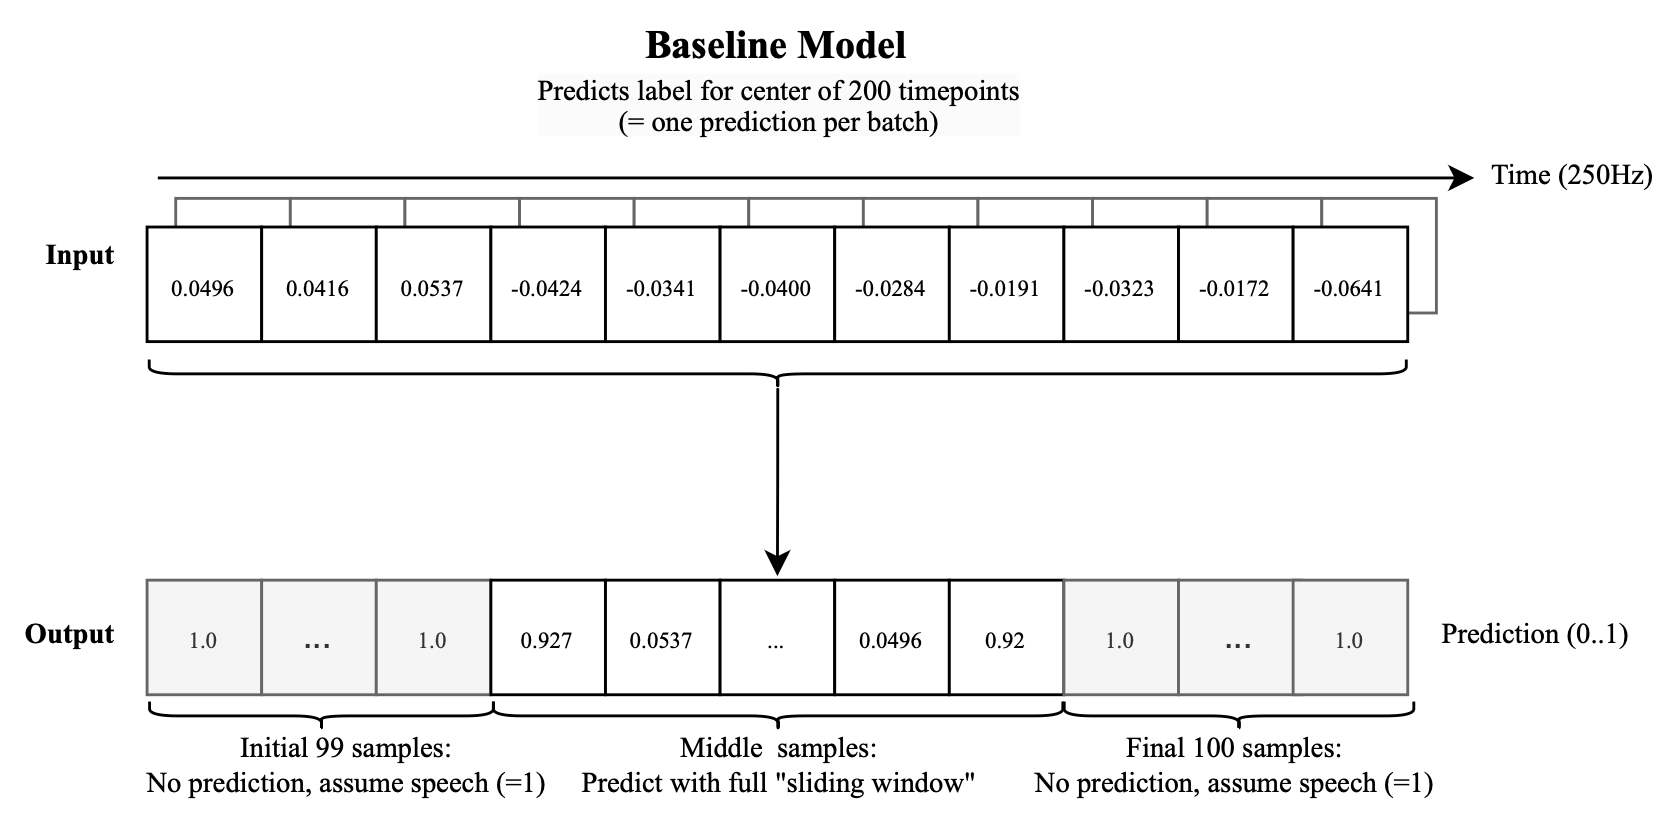 Baseline Model
Predicts label for center of 200 timepoints
(= one prediction per batch)
Time (250Hz)
Input
0.0496 0.0416 0.0537 -0.0424 -0.0341 -0.0400 -0.0284 -0.0191 -0.0323 -0.0172 -0.0641
Output
1.0 ... 1.0 0.927 0.0537 ... 0.0496 0.92 1.0 ... 1.0
Prediction (0..1)
Initial 99 samples:
No prediction, assume speech (=1)
Middle samples:
Predict with full "sliding window"
Final 100 samples:
No prediction, assume speech (=1)